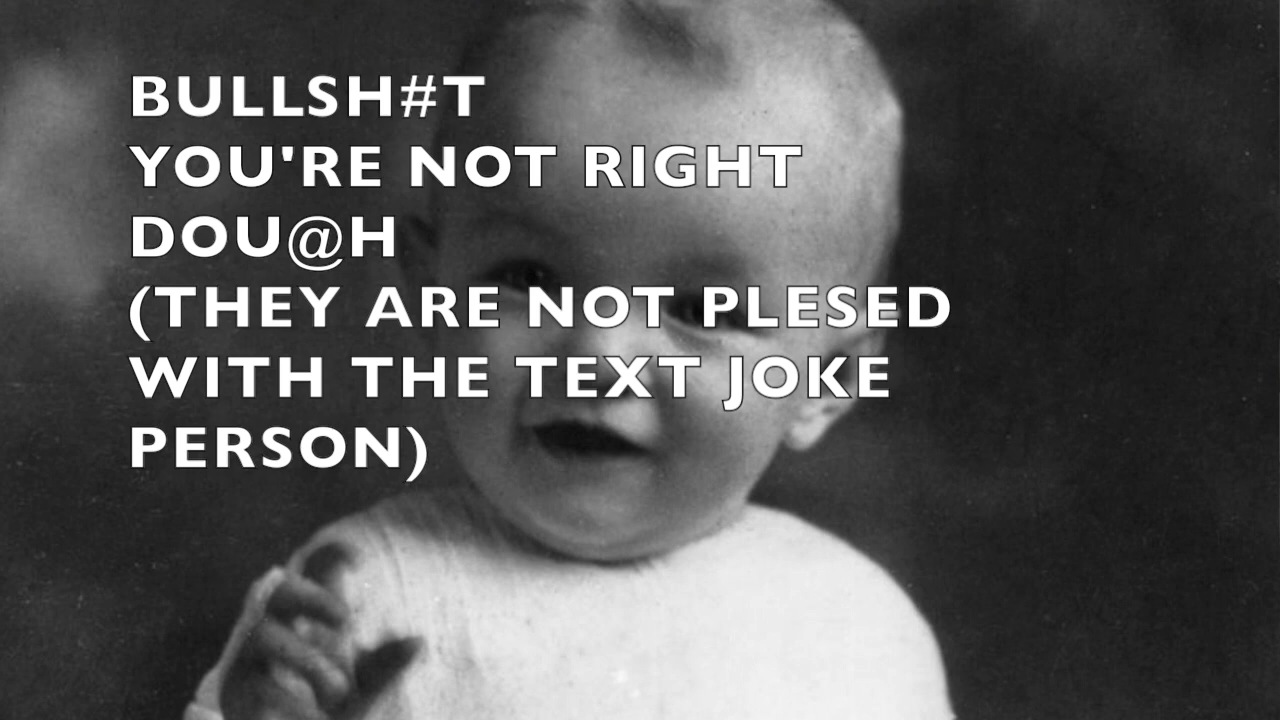 BULLSH#T
YOU'RE NOT RIGHT
DOU@H
(THEY ARE NOT PLESED
WITH THE TEXT JOKE
PERSON)